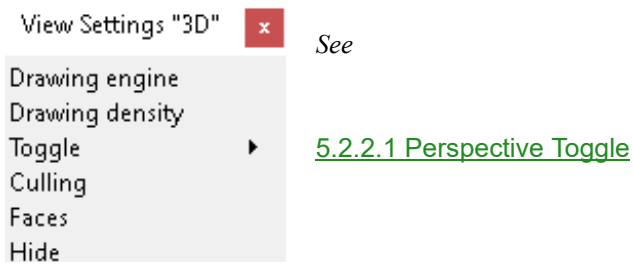 View Settings "3D" x
See
Drawing engine
Drawing density
Toggle
5.2.2.1 Perspective Toggle
Culling
Faces
Hide